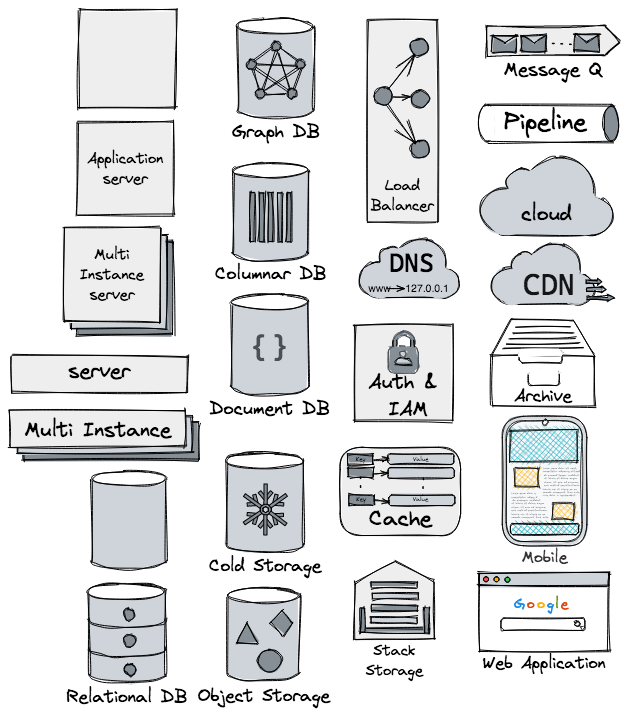 Application
server
Multi
Instance
server
server
Multi Instance
Relational DB
Graph DB
Columnar DB
{ }
Document DB
Cold Storage
Object Storage
Load
Balancer
DNS
www→127.0.0.1
Auth &
IAM
Key Value
Key Value
Cache
Stack
Storage
Message Q
...
Pipeline
cloud
CDN
Archive
Mobile
Google
Web Application